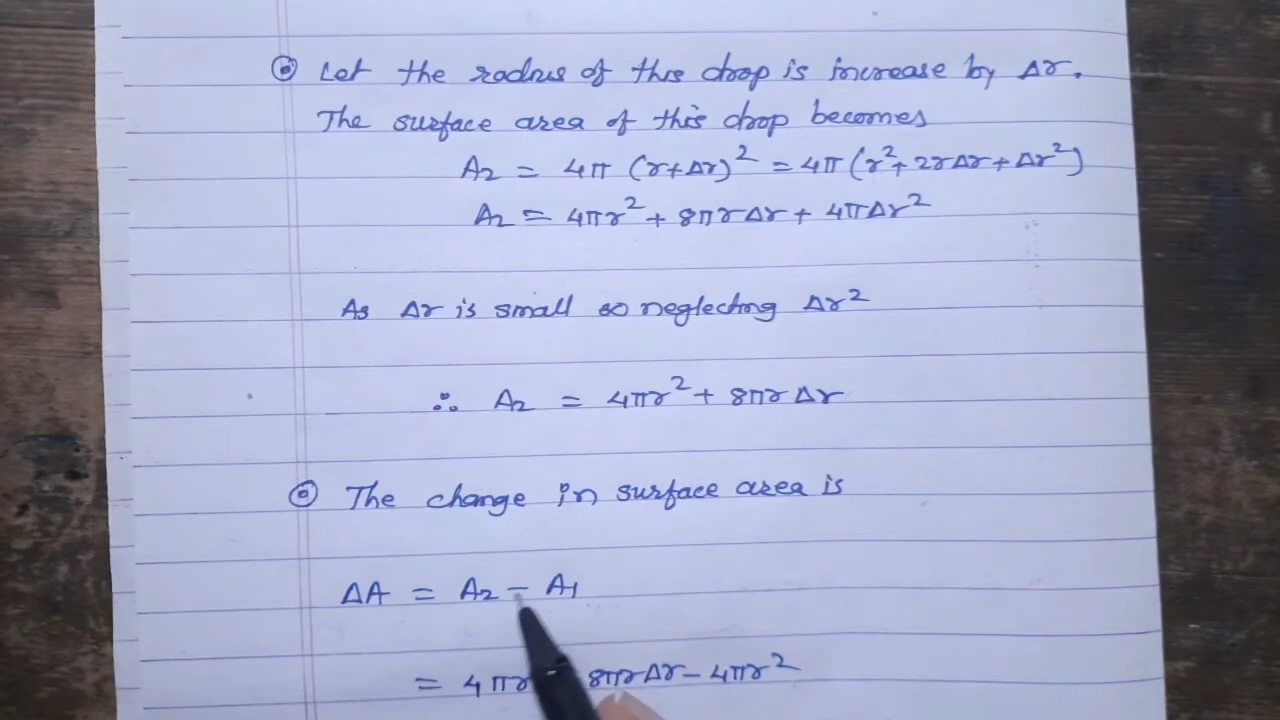 Let the radius of this drop is increase by Δr.
The surface area of this drop becomes
A₂ = 4π (r+Δr)² = 4π (r² + 2rΔr + Δr²)
A₂ = 4πr² + 8πrΔr + 4πΔr²
As Δr is small so neglecting Δr²
∴ A₂ = 4πr² + 8πrΔr
The change in surface area is
ΔA = A₂ − A₁
= 4πr 8πrΔr − 4πr²